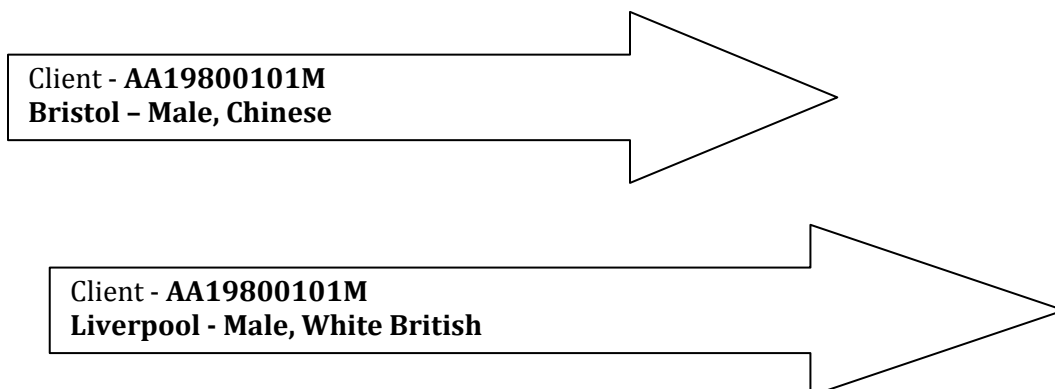 Client - AA19800101M
Bristol – Male, Chinese
Client - AA19800101M
Liverpool - Male, White British